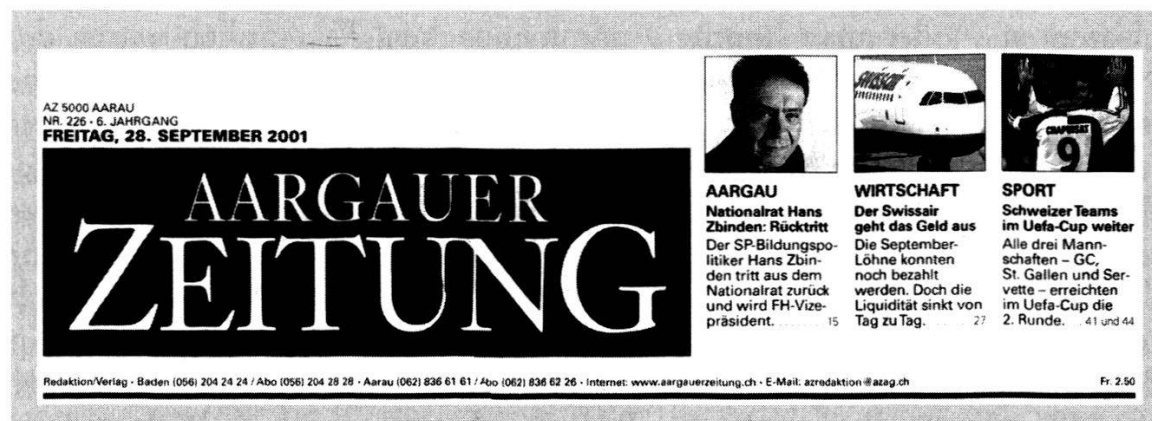 AZ 5000 AARAU
NR. 226 · 6. JAHRGANG
FREITAG, 28. SEPTEMBER 2001
AARGAUER
ZEITUNG
swissair
AARGAU
Nationalrat Hans
Zbinden: Rücktritt
Der SP-Bildungspo-
litiker Hans Zbin-
den tritt aus dem
Nationalrat zurück
und wird FH-Vize-
präsident. 15
WIRTSCHAFT
Der Swissair
geht das Geld aus
Die September-
Löhne konnten
noch bezahlt
werden. Doch die
Liquidität sinkt von
Tag zu Tag. 27
CHAPUISAT
9
SPORT
Schweizer Teams
im Uefa-Cup weiter
Alle drei Mann-
schaften – GC,
St. Gallen und Ser-
vette – erreichten
im Uefa-Cup die
2. Runde. 41 und 44
Redaktion/Verlag · Baden (056) 204 24 24 / Abo (056) 204 28 28 · Aarau (062) 836 61 61 / Abo (062) 836 62 26 · Internet: www.aargauerzeitung.ch · E-Mail: azredaktion@azag.ch Fr. 2.50